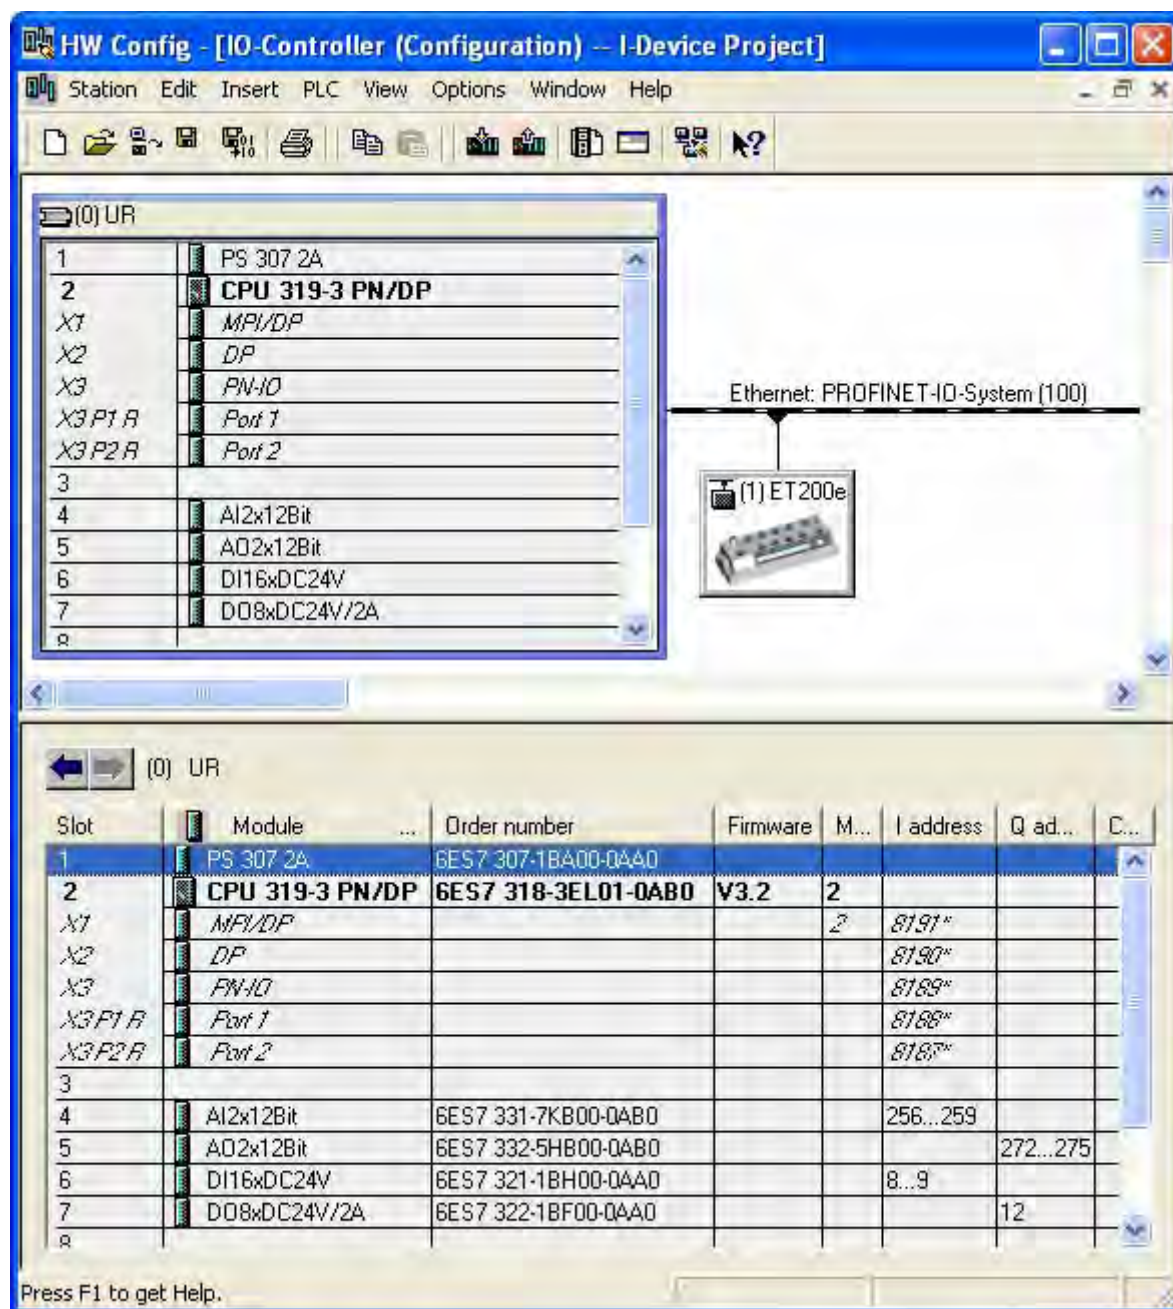 HW Config - [IO-Controller (Configuration) -- I-Device Project]
Station Edit Insert PLC View Options Window Help
(0) UR
1 PS 307 2A
2 CPU 319-3 PN/DP
X1 MPI/DP
X2 DP
X3 PN-IO
X3 P1 R Port 1
X3 P2 R Port 2
3
4 AI2x12Bit
5 AO2x12Bit
6 DI16xDC24V
7 DO8xDC24V/2A
8
Ethernet: PROFINET-IO-System (100)
(1) ET200e
(0) UR
Slot Module ... Order number Firmware M... I address Q ad... C...
1 PS 307 2A 6ES7 307-1BA00-0AA0
2 CPU 319-3 PN/DP 6ES7 318-3EL01-0AB0 V3.2 2
X1 MPI/DP 2 8191*
X2 DP 8190*
X3 PN-IO 8189*
X3 P1 R Port 1 8188*
X3 P2 R Port 2 8187*
3
4 AI2x12Bit 6ES7 331-7KB00-0AB0 256...259
5 AO2x12Bit 6ES7 332-5HB00-0AB0 272...275
6 DI16xDC24V 6ES7 321-1BH00-0AA0 8...9
7 DO8xDC24V/2A 6ES7 322-1BF00-0AA0 12
8
Press F1 to get Help.